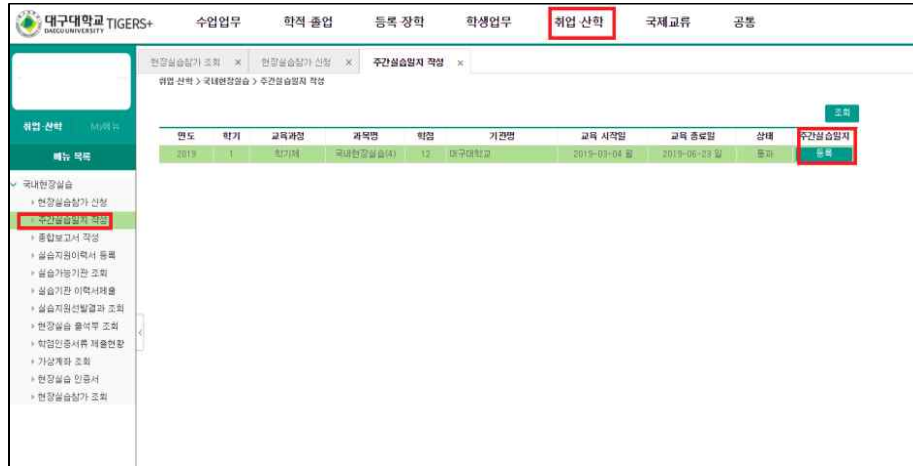 대구대학교 TIGERS+
DAEGU UNIVERSITY
수업업무 학적·졸업 등록·장학 학생업무 취업·산학 국제교류 공통
현장실습참가 조회 × 현장실습참가 신청 × 주간실습일지 작성 ×
취업·산학 > 국내현장실습 > 주간실습일지 작성
조회
취업·산학 My메뉴
메뉴 목록
연도 학기 교육과정 과목명 학점 기관명 교육 시작일 교육 종료일 상태 주간실습일지
2019 1 학기제 국내현장실습(4) 12 대구대학교 2019-03-04 월 2019-06-23 일 통과 등록
국내현장실습
현장실습참가 신청
주간실습일지 작성
종합보고서 작성
실습지원이력서 등록
실습가능기관 조회
실습기관 이력서제출
실습지원선발결과 조회
현장실습 출석부 조회
학점인증서류 제출현황
가상계좌 조회
현장실습 인증서
현장실습참가 조회